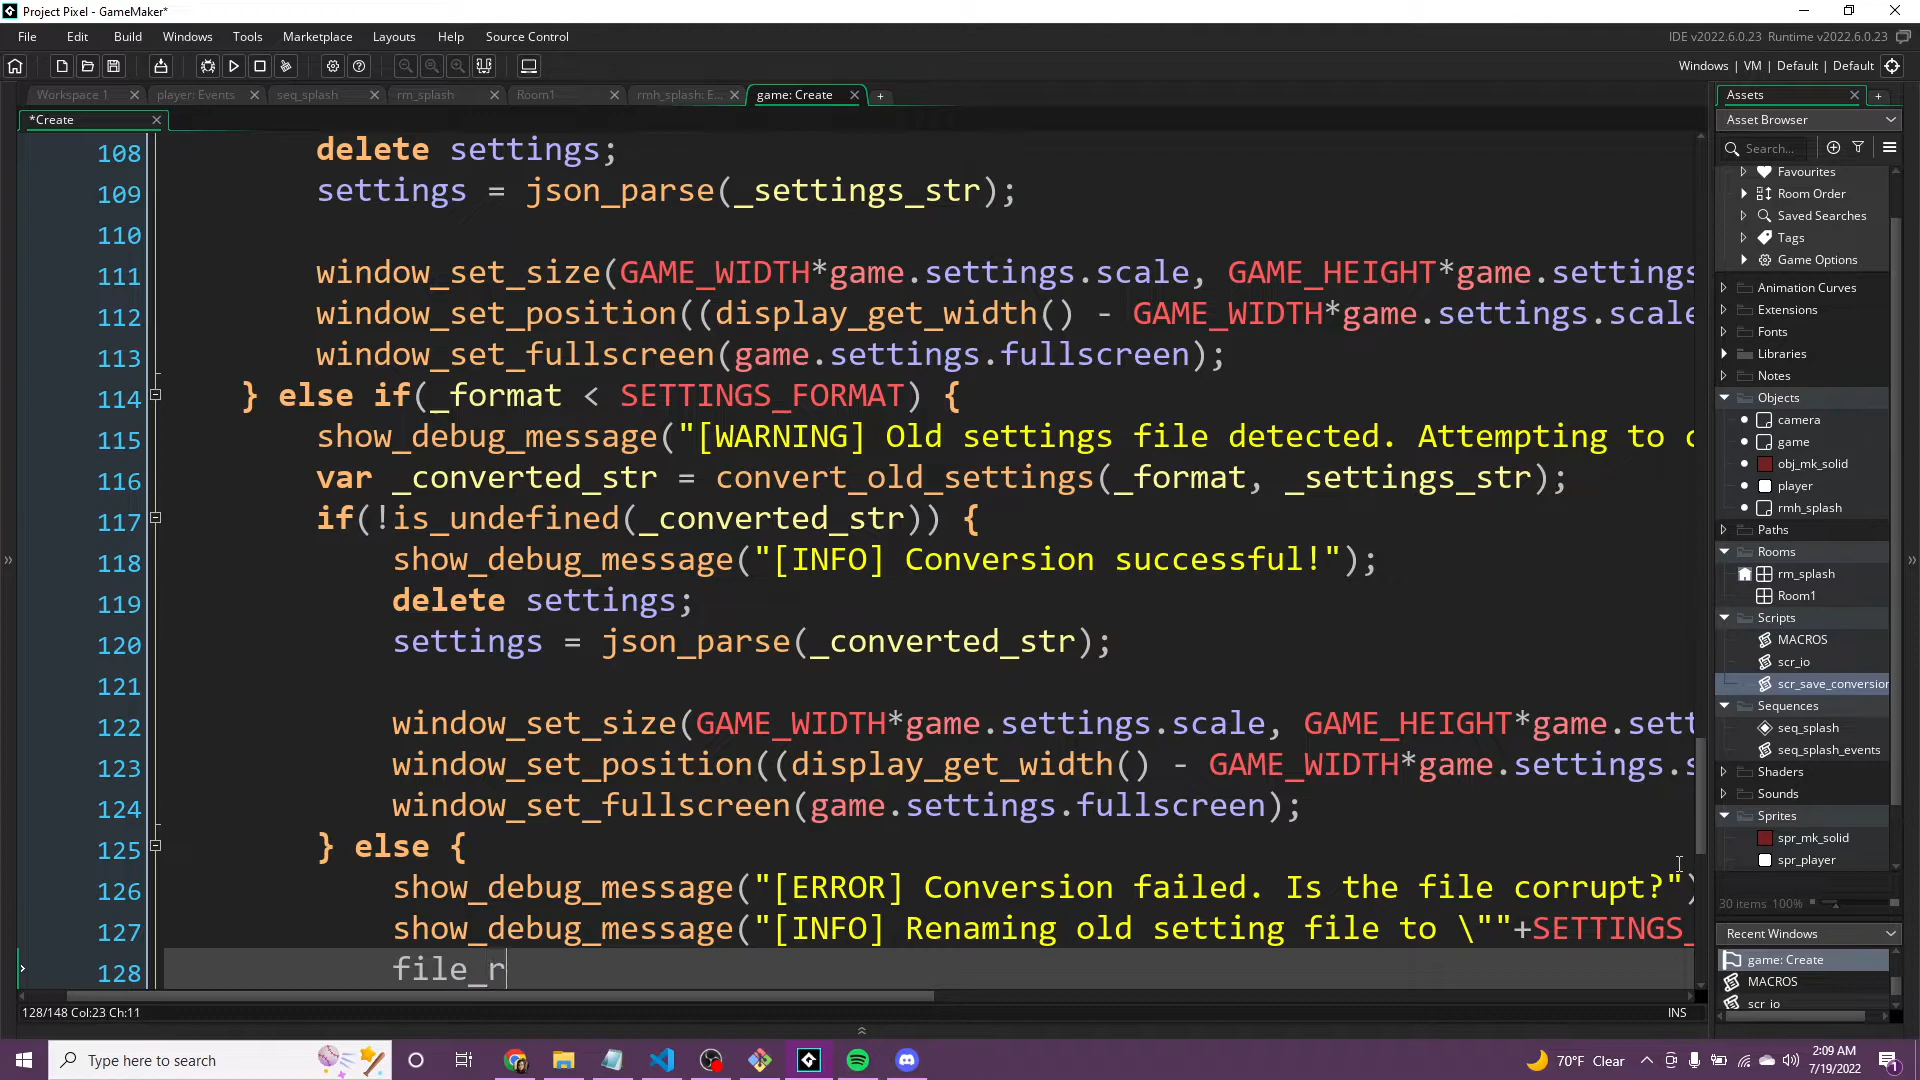 Project Pixel - GameMaker*
File Edit Build Windows Tools Marketplace Layouts Help Source Control
IDE v2022.6.0.23 Runtime v2022.6.0.23
Windows | VM | Default | Default
Workspace 1 player: Events seq_splash rm_splash Room1 rmh_splash: E... game: Create
*Create
108 delete settings;
109 settings = json_parse(_settings_str);
110
111 window_set_size(GAME_WIDTH*game.settings.scale, GAME_HEIGHT*game.settings
112 window_set_position((display_get_width() - GAME_WIDTH*game.settings.scale
113 window_set_fullscreen(game.settings.fullscreen);
114 } else if(_format < SETTINGS_FORMAT) {
115 show_debug_message("[WARNING] Old settings file detected. Attempting to c
116 var _converted_str = convert_old_settings(_format, _settings_str);
117 if(!is_undefined(_converted_str)) {
118 show_debug_message("[INFO] Conversion successful!");
119 delete settings;
120 settings = json_parse(_converted_str);
121
122 window_set_size(GAME_WIDTH*game.settings.scale, GAME_HEIGHT*game.sett
123 window_set_position((display_get_width() - GAME_WIDTH*game.settings.s
124 window_set_fullscreen(game.settings.fullscreen);
125 } else {
126 show_debug_message("[ERROR] Conversion failed. Is the file corrupt?")
127 show_debug_message("[INFO] Renaming old setting file to \""+SETTINGS_
128 file_r
128/148 Col:23 Ch:11
INS
Assets
Asset Browser
Search...
Favourites
Room Order
Saved Searches
Tags
Game Options
Animation Curves
Extensions
Fonts
Libraries
Notes
Objects
camera
game
obj_mk_solid
player
rmh_splash
Paths
Rooms
rm_splash
Room1
Scripts
MACROS
scr_io
scr_save_conversion
Sequences
seq_splash
seq_splash_events
Shaders
Sounds
Sprites
spr_mk_solid
spr_player
30 items 100%
Recent Windows
game: Create
MACROS
scr_io
Type here to search
70°F Clear
2:09 AM
7/19/2022
1